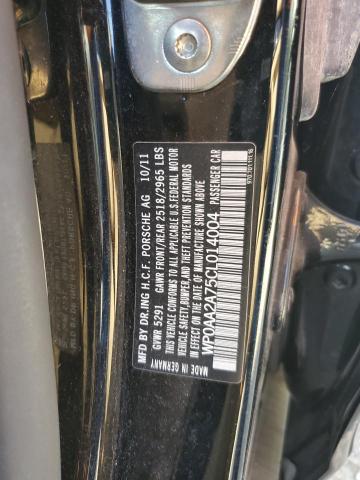 MFD BY DR.ING H.C.F. PORSCHE AG 10/11
GVWR 5291 GAWR FRONT/REAR 2518/2965 LBS
THIS VEHICLE CONFORMS TO ALL APPLICABLE U.S.FEDERAL MOTOR
VEHICLE SAFETY,BUMPER,AND THEFT PREVENTION STANDARDS
IN EFFECT ON THE DATE OF MANUFACTURE SHOWN ABOVE
WP0AA2A75CL014004 PASSENGER CAR
MADE IN GERMANY